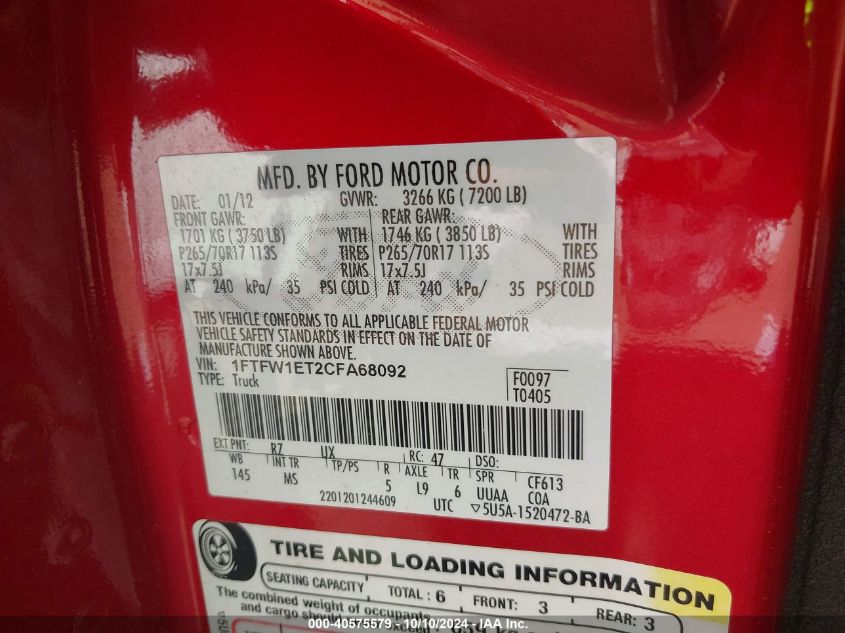 MFD. BY FORD MOTOR CO.
DATE: 01/12 GVWR: 3266 KG ( 7200 LB)
FRONT GAWR: REAR GAWR:
1701 KG ( 3750 LB) WITH 1746 KG ( 3850 LB) WITH
P265/70R17 113S TIRES P265/70R17 113S TIRES
17x7.5J RIMS 17x7.5J RIMS
AT 240 kPa/ 35 PSI COLD AT 240 kPa/ 35 PSI COLD
THIS VEHICLE CONFORMS TO ALL APPLICABLE FEDERAL MOTOR
VEHICLE SAFETY STANDARDS IN EFFECT ON THE DATE OF
MANUFACTURE SHOWN ABOVE.
VIN: 1FTFW1ET2CFA68092
TYPE: Truck
F0097
T0405
EXT PNT: RZ UX RC: 47 DSO:
WB INT TR TP/PS R AXLE TR SPR CF613
145 MS 5 L9 6 UUAA COA
2201201244609 UTC ▽5U5A-1520472-BA
TIRE AND LOADING INFORMATION
SEATING CAPACITY TOTAL : 6 FRONT: 3 REAR: 3
The combined weight of occupants
and cargo should
000-40575579 - 10/10/2024 - IAA Inc.